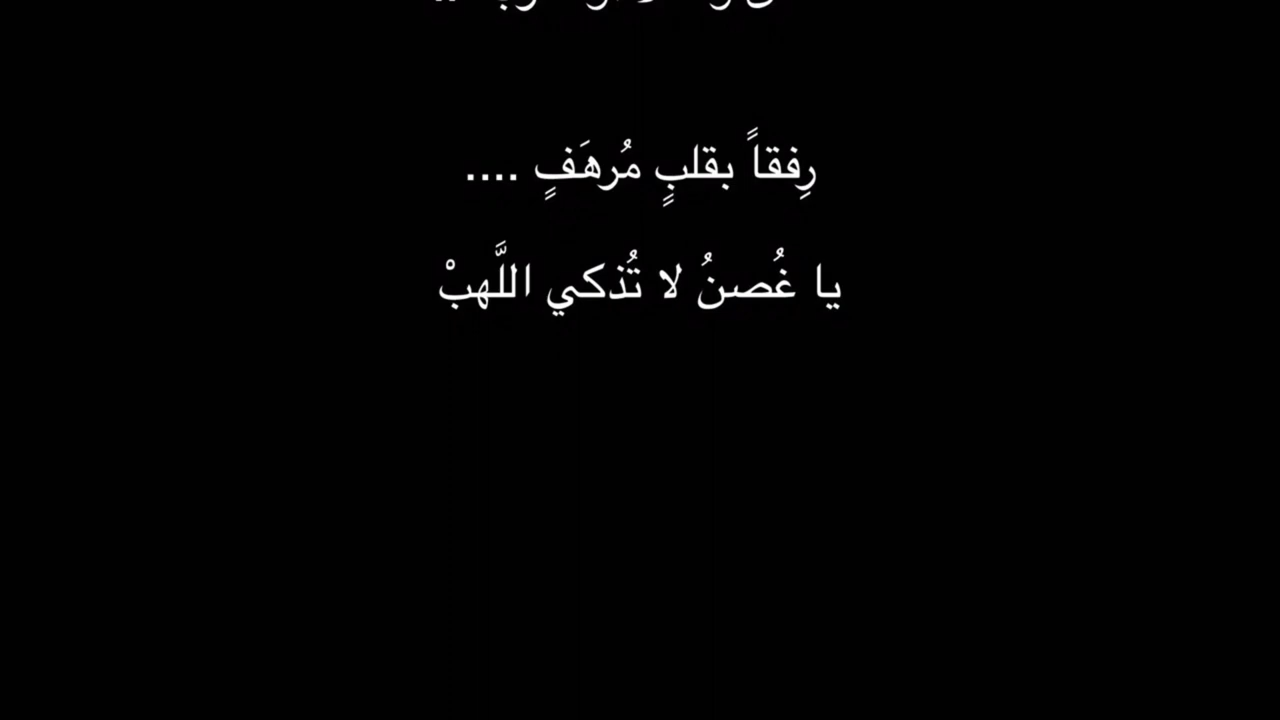 رِفقاً بقلبٍ مُرهَفٍ ....
يا غُصنُ لا تُذكي اللَّهبْ